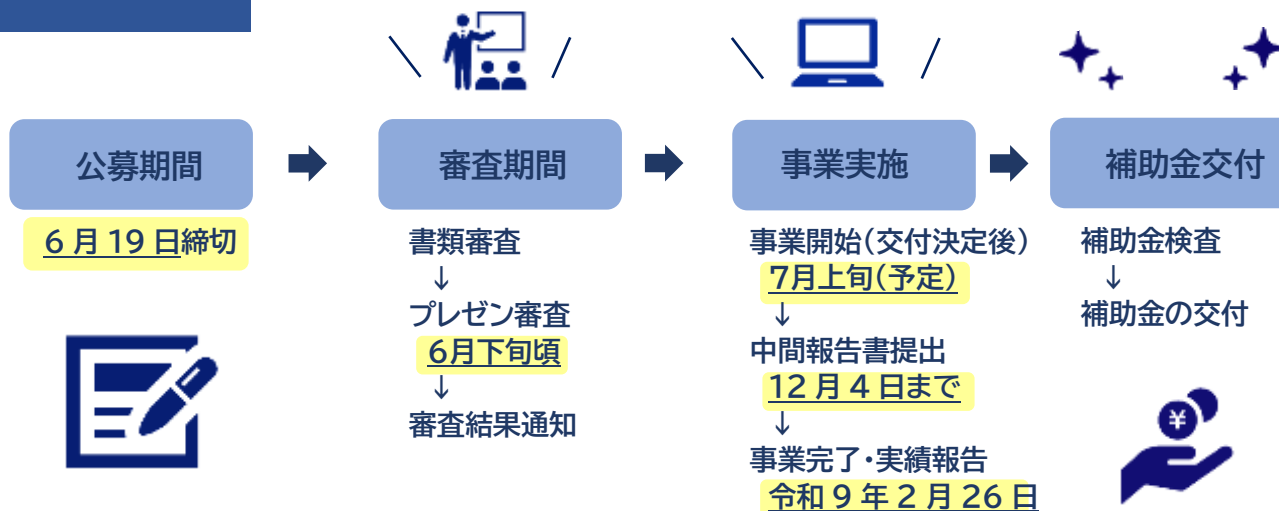 公募期間
6月19日締切
審査期間
書類審査
↓
プレゼン審査
6月下旬頃
↓
審査結果通知
事業実施
事業開始(交付決定後)
7月上旬(予定)
↓
中間報告書提出
12月4日まで
↓
事業完了・実績報告
令和9年2月26日
補助金交付
補助金検査
↓
補助金の交付
¥